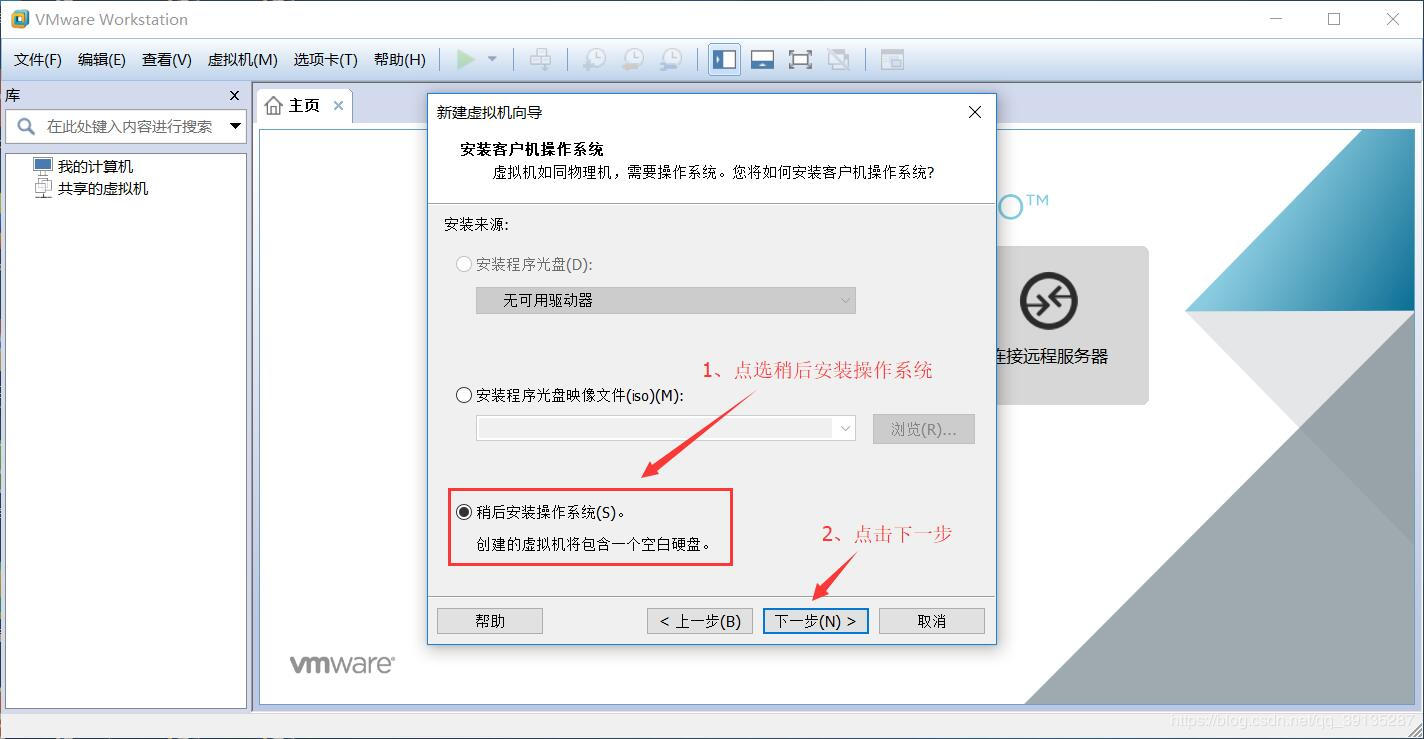 VMware Workstation
文件(F) 编辑(E) 查看(V) 虚拟机(M) 选项卡(T) 帮助(H)
库
主页
在此处键入内容进行搜索
我的计算机
共享的虚拟机
新建虚拟机向导
安装客户机操作系统
虚拟机如同物理机，需要操作系统。您将如何安装客户机操作系统?
安装来源:
安装程序光盘(D):
无可用驱动器
1、点选稍后安装操作系统
安装程序光盘映像文件(iso)(M):
浏览(R)...
稍后安装操作系统(S)。
创建的虚拟机将包含一个空白硬盘。
2、点击下一步
帮助
< 上一步(B)
下一步(N) >
取消
O™
连接远程服务器
vmware
https://blog.csdn.net/qq_39135287